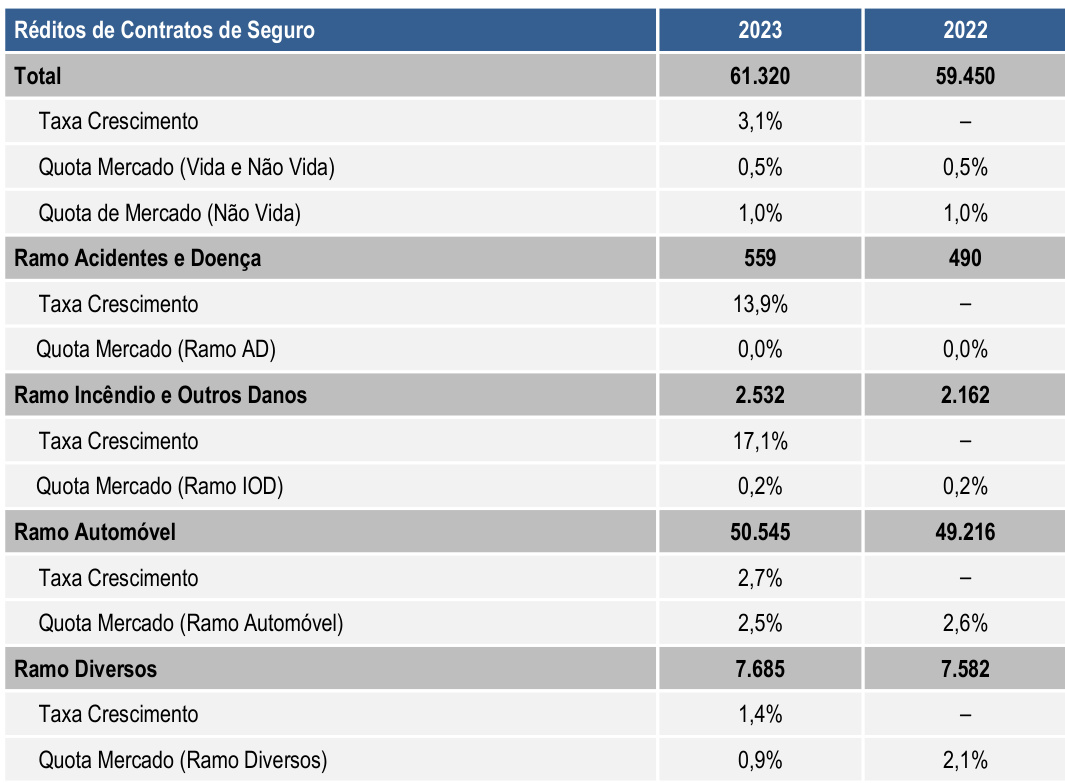 Réditos de Contratos de Seguro 2023 2022
Total 61.320 59.450
Taxa Crescimento 3,1% –
Quota Mercado (Vida e Não Vida) 0,5% 0,5%
Quota de Mercado (Não Vida) 1,0% 1,0%
Ramo Acidentes e Doença 559 490
Taxa Crescimento 13,9% –
Quota Mercado (Ramo AD) 0,0% 0,0%
Ramo Incêndio e Outros Danos 2.532 2.162
Taxa Crescimento 17,1% –
Quota Mercado (Ramo IOD) 0,2% 0,2%
Ramo Automóvel 50.545 49.216
Taxa Crescimento 2,7% –
Quota Mercado (Ramo Automóvel) 2,5% 2,6%
Ramo Diversos 7.685 7.582
Taxa Crescimento 1,4% –
Quota Mercado (Ramo Diversos) 0,9% 2,1%